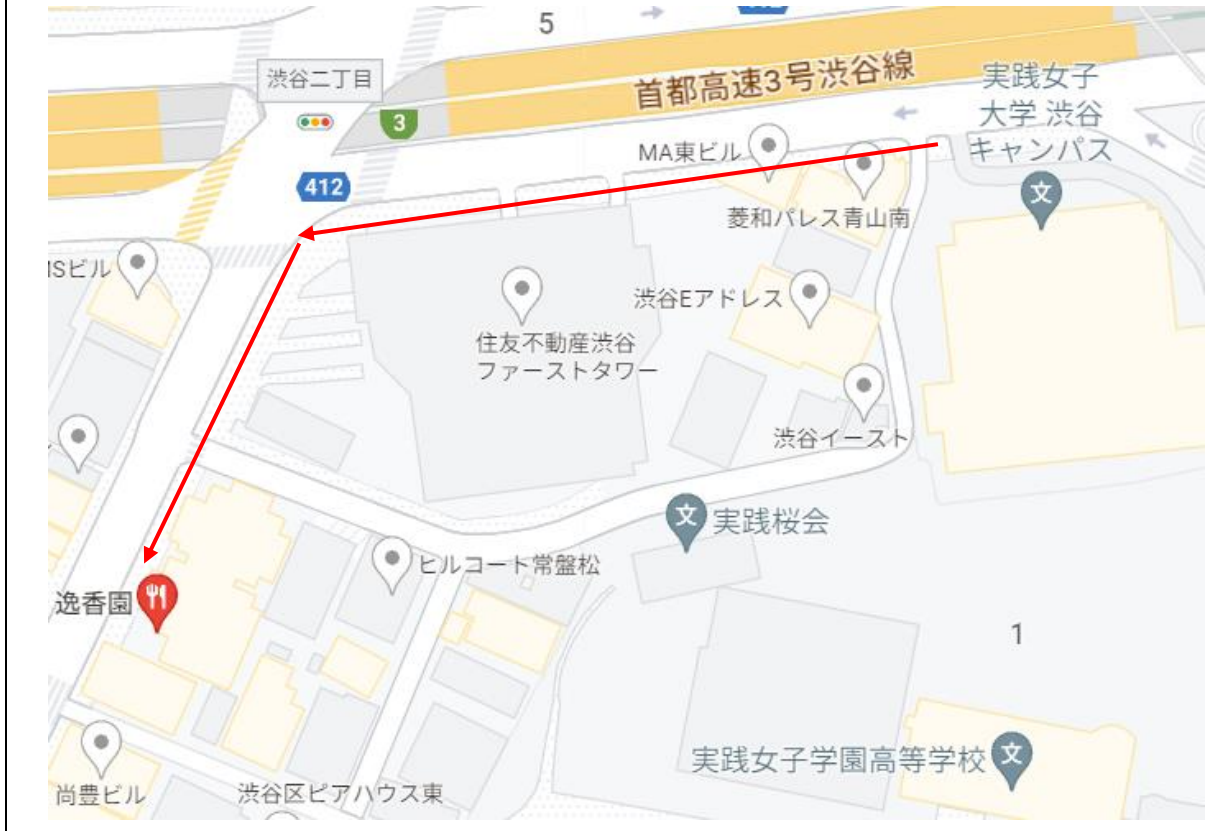 5
渋谷二丁目
3
首都高速3号渋谷線
実践女子
大学 渋谷
キャンパス
412
MA東ビル
菱和パレス青山南
MSビル
渋谷Eアドレス
住友不動産渋谷
ファーストタワー
渋谷イースト
実践桜会
ヒルコート常盤松
逸香園
1
実践女子学園高等学校
尚豊ビル
渋谷区ピアハウス東